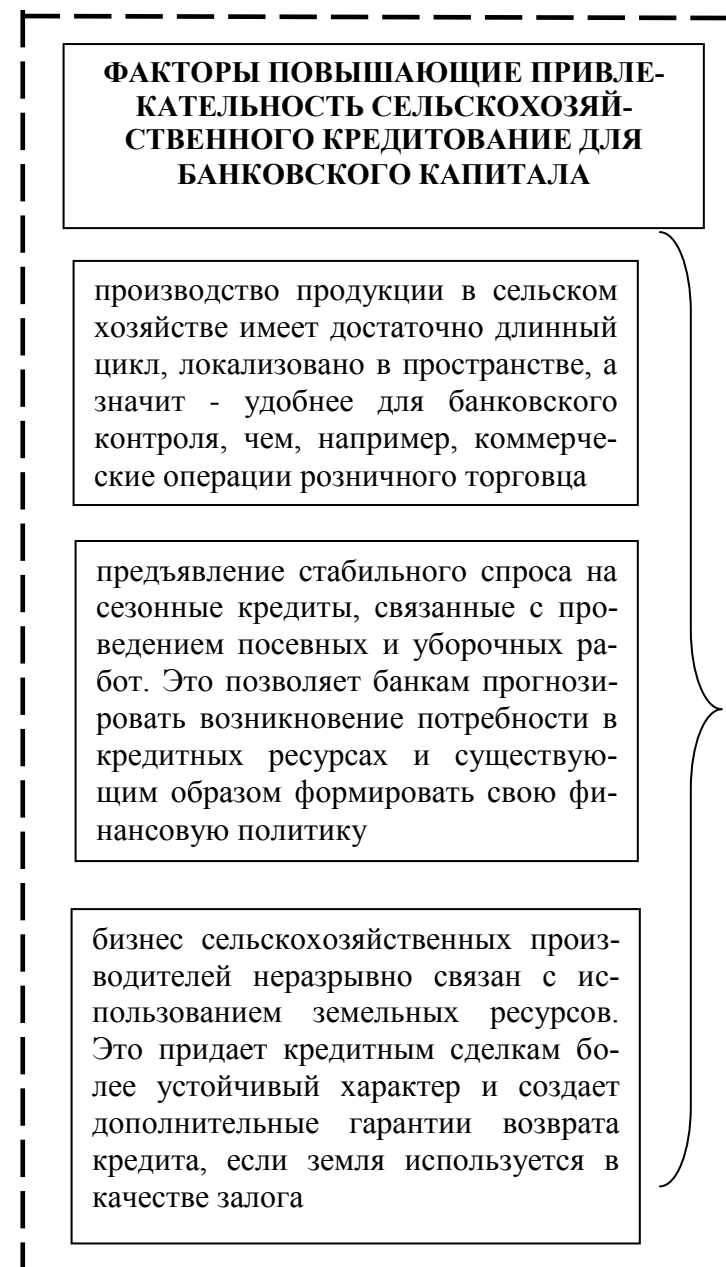 ФАКТОРЫ ПОВЫШАЮЩИЕ ПРИВЛЕ-
КАТЕЛЬНОСТЬ СЕЛЬСКОХОЗЯЙ-
СТВЕННОГО КРЕДИТОВАНИЕ ДЛЯ
БАНКОВСКОГО КАПИТАЛА
производство продукции в сельском
хозяйстве имеет достаточно длинный
цикл, локализовано в пространстве, а
значит - удобнее для банковского
контроля, чем, например, коммерче-
ские операции розничного торговца
предъявление стабильного спроса на
сезонные кредиты, связанные с про-
ведением посевных и уборочных ра-
бот. Это позволяет банкам прогнози-
ровать возникновение потребности в
кредитных ресурсах и существую-
щим образом формировать свою фи-
нансовую политику
бизнес сельскохозяйственных произ-
водителей неразрывно связан с ис-
пользованием земельных ресурсов.
Это придает кредитным сделкам бо-
лее устойчивый характер и создает
дополнительные гарантии возврата
кредита, если земля используется в
качестве залога